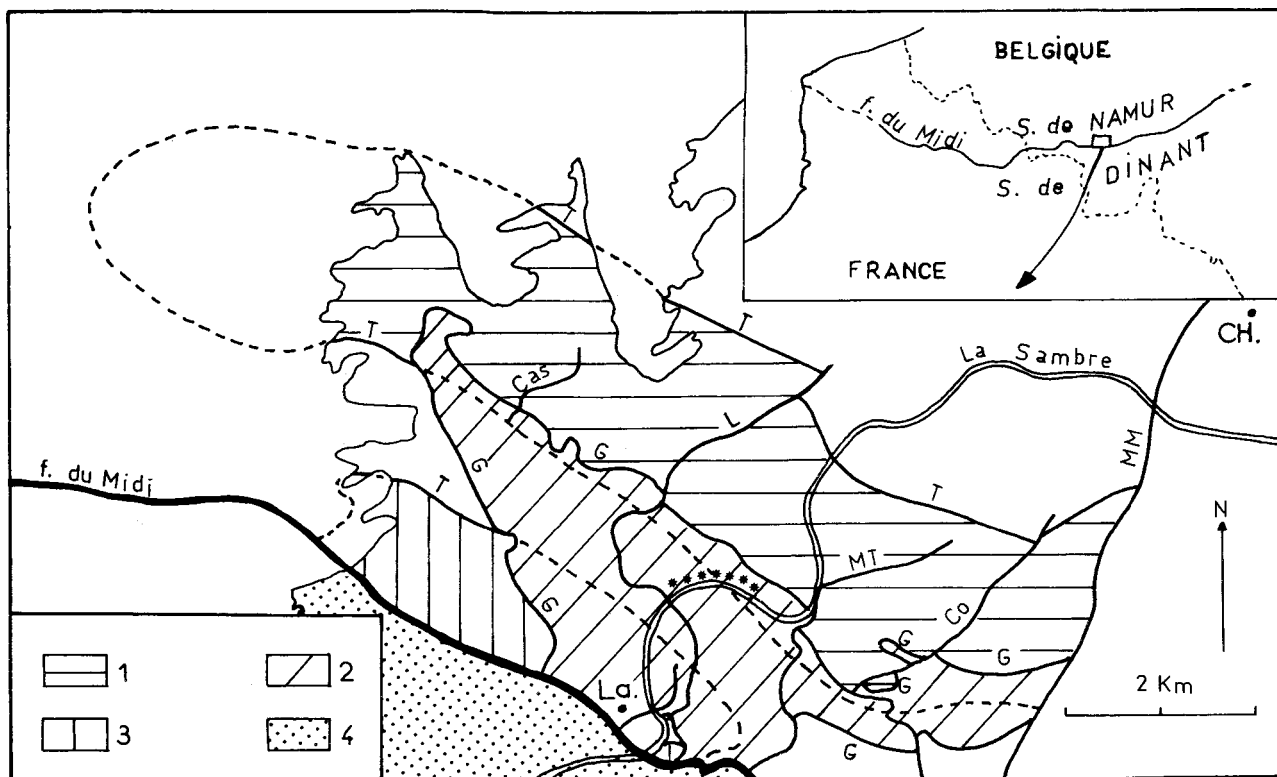 BELGIQUE
f. du Midi
S. de NAMUR
S. de DINANT
FRANCE
CH.
La Sambre
T
T
T
Cas
L
MM
G
G
f. du Midi
T
T
N
MT
G
Co
G
G
G
La.
G
T
2 Km
1
2
3
4